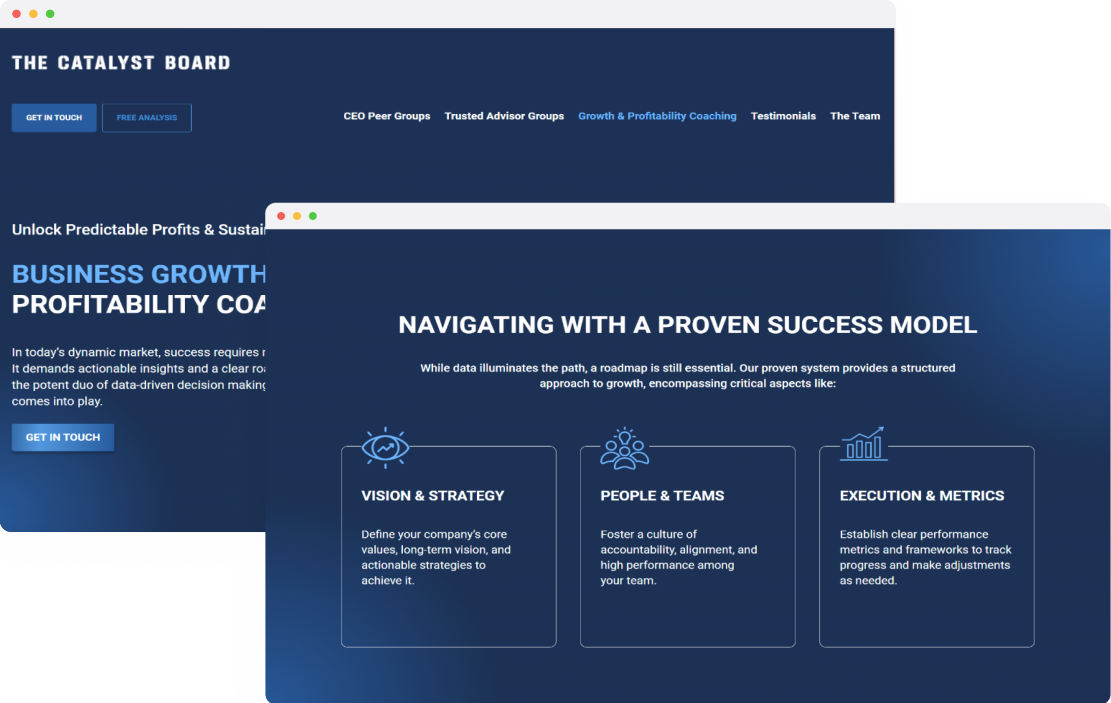 THE CATALYST BOARD
GET IN TOUCH
FREE ANALYSIS
CEO Peer Groups
Trusted Advisor Groups
Growth & Profitability Coaching
Testimonials
The Team
Unlock Predictable Profits &
BUSINESS GROWTH
PROFITABILITY
In today's dynamic market, success requires
It demands actionable insights and a clear
the potent duo of data-driven decision making
comes into play.
GET IN TOUCH
NAVIGATING WITH A PROVEN SUCCESS MODEL
While data illuminates the path, a roadmap is still essential. Our proven system provides a structured
approach to growth, encompassing critical aspects like:
VISION & STRATEGY
Define your company's core
values, long-term vision, and
actionable strategies to
achieve it.
PEOPLE & TEAMS
Foster a culture of
accountability, alignment, and
high performance among
your team.
EXECUTION & METRICS
Establish clear performance
metrics and frameworks to track
progress and make adjustments
as needed.